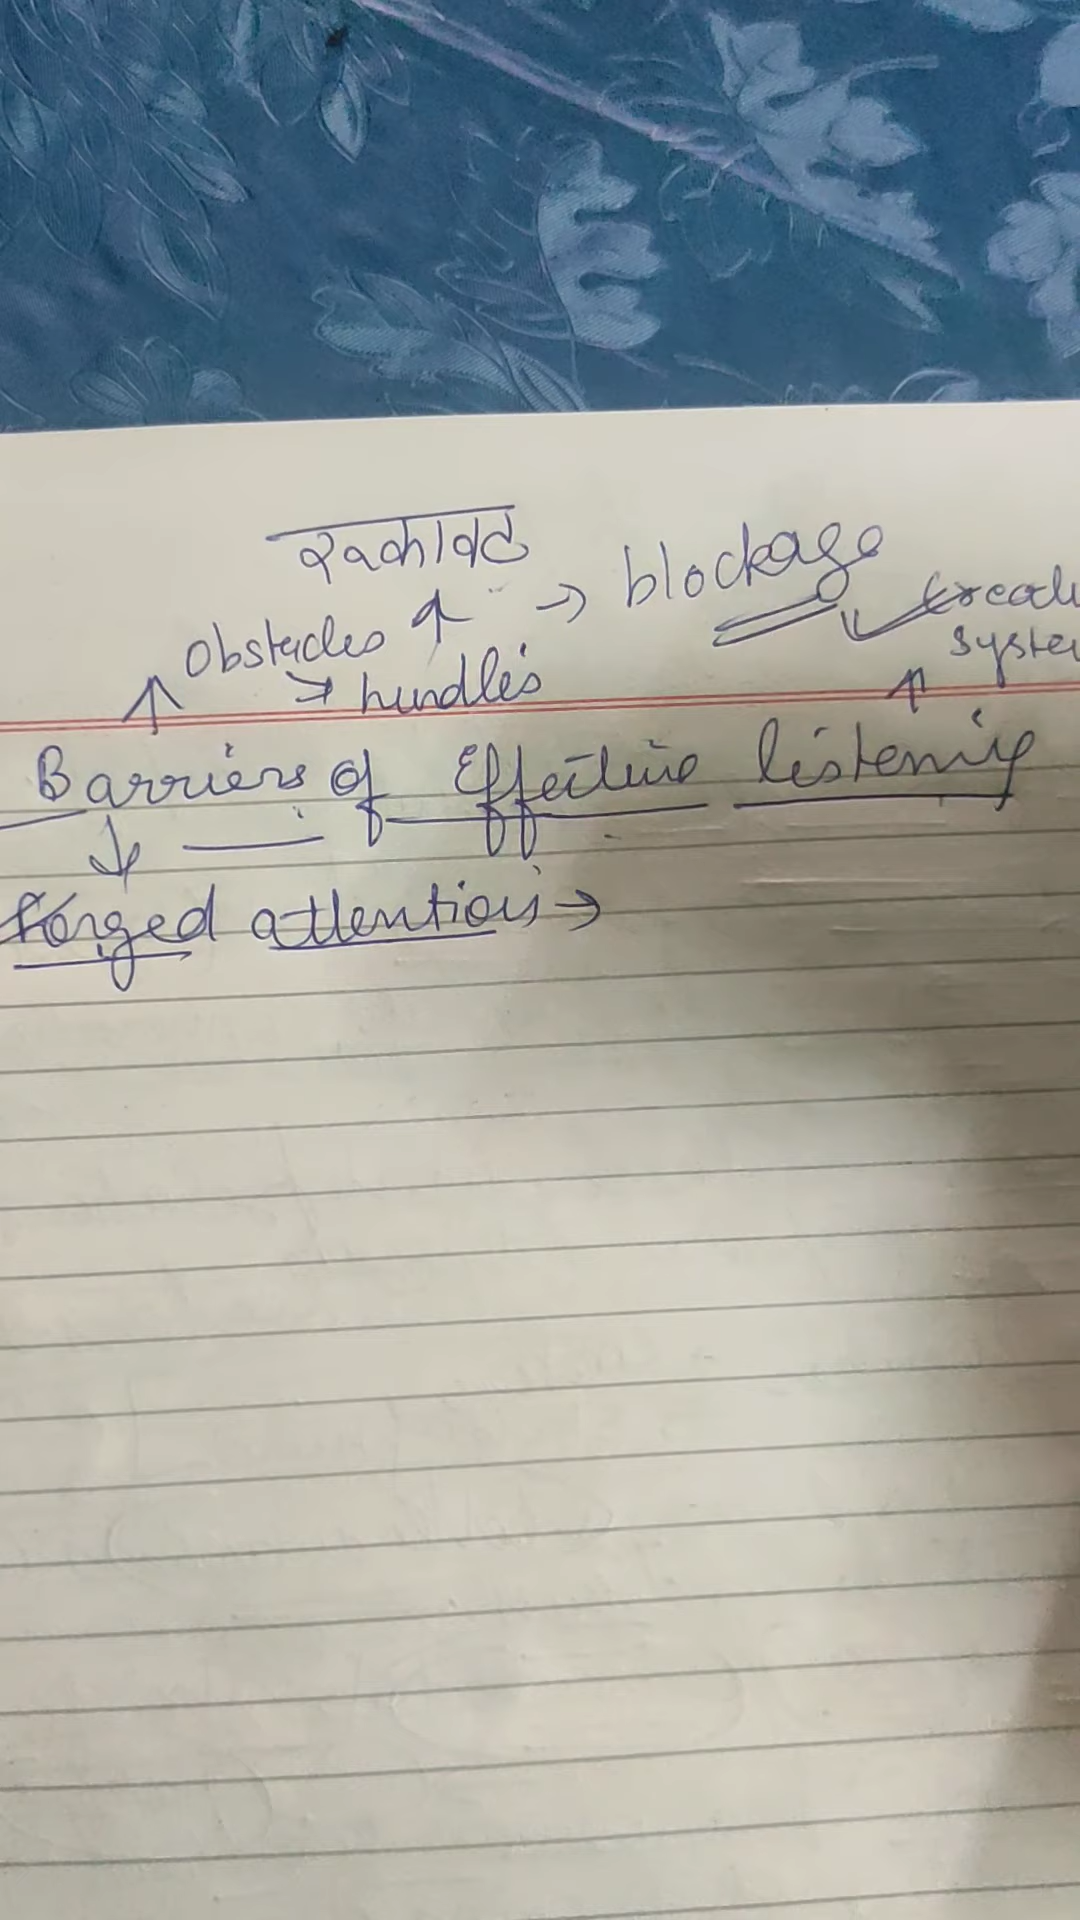 रुकावट
Obstacles → blockage
→ hurdles
system
Barriers of Effective listening
Forged attention →